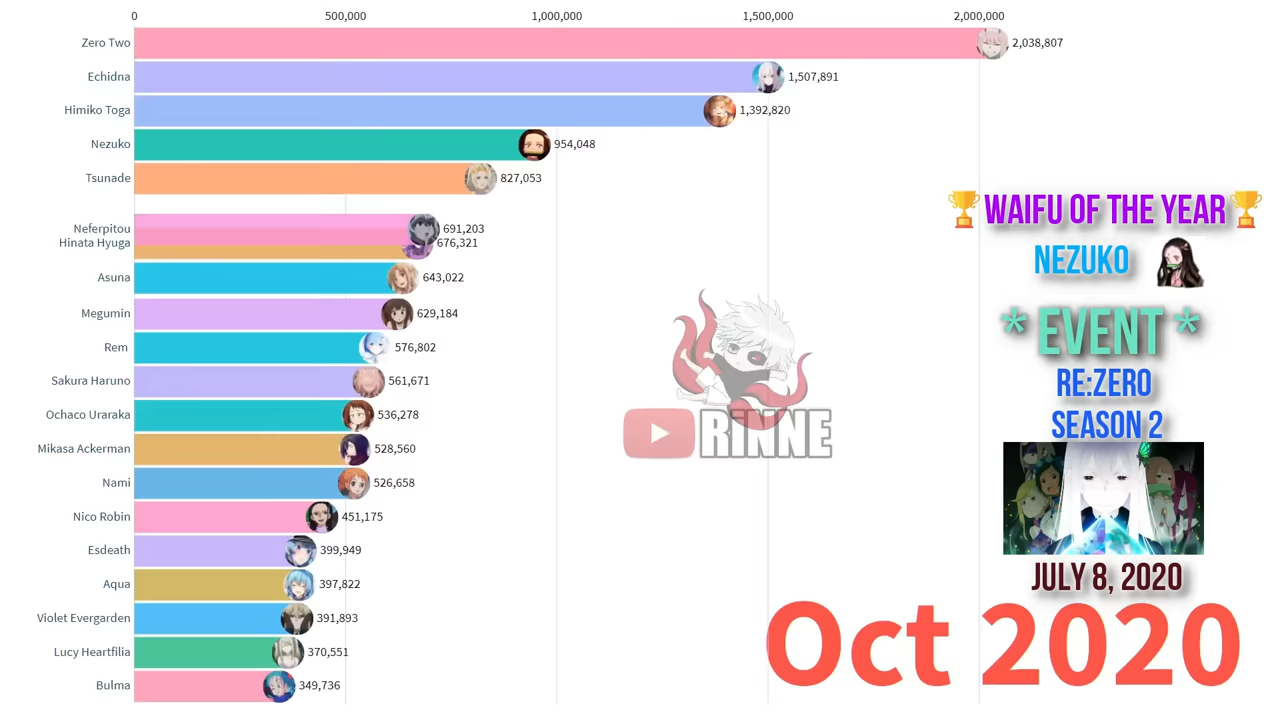 0 500,000 1,000,000 1,500,000 2,000,000
Zero Two 2,038,807
Echidna 1,507,891
Himiko Toga 1,392,820
Nezuko 954,048
Tsunade 827,053
Neferpitou 691,203
Hinata Hyuga 676,321
Asuna 643,022
Megumin 629,184
Rem 576,802
Sakura Haruno 561,671
Ochaco Uraraka 536,278
Mikasa Ackerman 528,560
Nami 526,658
Nico Robin 451,175
Esdeath 399,949
Aqua 397,822
Violet Evergarden 391,893
Lucy Heartfilia 370,551
Bulma 349,736
RiNNE
🏆WAIFU OF THE YEAR🏆
NEZUKO
* EVENT *
RE:ZERO
SEASON 2
JULY 8, 2020
Oct 2020